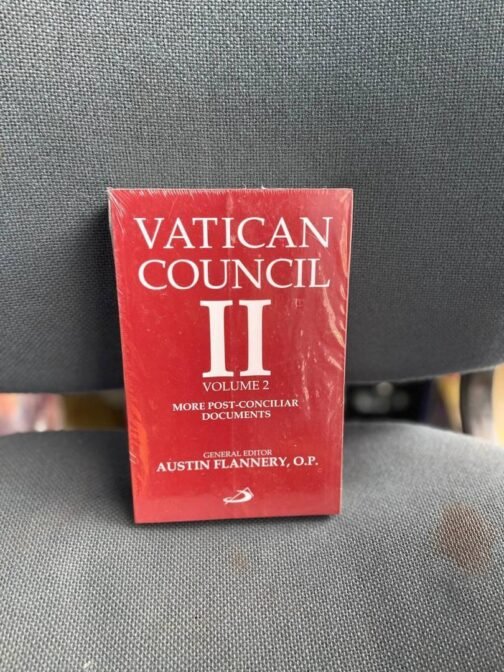 VATICAN
COUNCIL
II
VOLUME 2
MORE POST-CONCILIAR
DOCUMENTS
GENERAL EDITOR
AUSTIN FLANNERY, O.P.